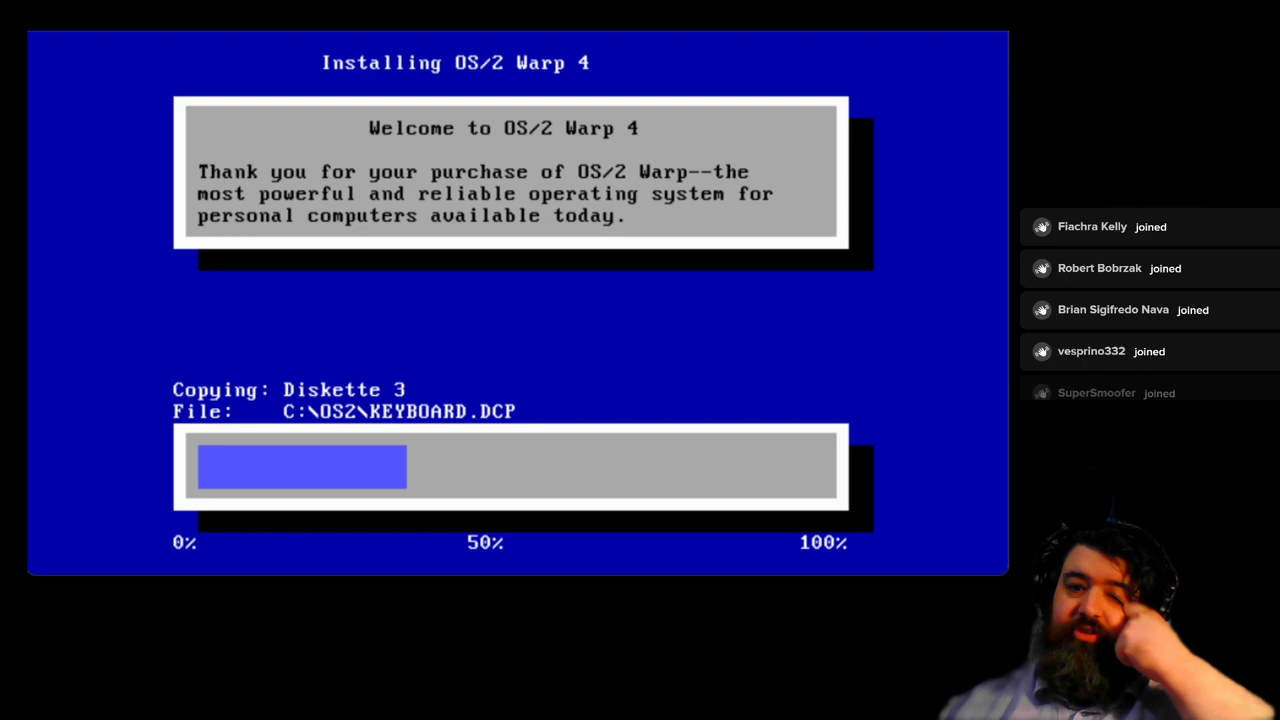 Installing OS/2 Warp 4
Welcome to OS/2 Warp 4
Thank you for your purchase of OS/2 Warp--the
most powerful and reliable operating system for
personal computers available today.
Copying: Diskette 3
File: C:\OS2\KEYBOARD.DCP
0% 50% 100%
Fiachra Kelly joined
Robert Bobrzak joined
Brian Sigifredo Nava joined
vesprino332 joined
SuperSmoofer joined